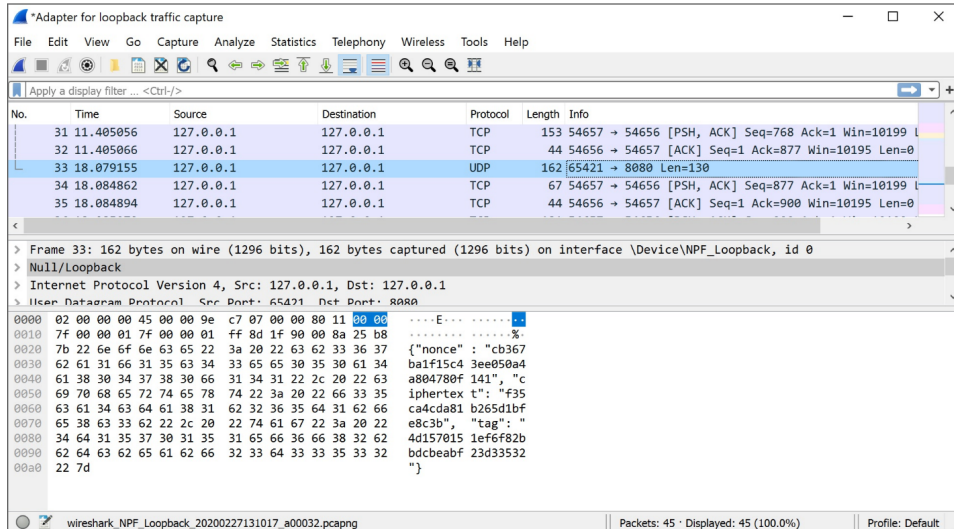 *Adapter for loopback traffic capture
File Edit View Go Capture Analyze Statistics Telephony Wireless Tools Help
Apply a display filter ... <Ctrl-/>
No. Time Source Destination Protocol Length Info
31 11.405056 127.0.0.1 127.0.0.1 TCP 153 54657 → 54656 [PSH, ACK] Seq=768 Ack=1 Win=10199 L
32 11.405066 127.0.0.1 127.0.0.1 TCP 44 54656 → 54657 [ACK] Seq=1 Ack=877 Win=10195 Len=0
33 18.079155 127.0.0.1 127.0.0.1 UDP 162 65421 → 8080 Len=130
34 18.084862 127.0.0.1 127.0.0.1 TCP 67 54657 → 54656 [PSH, ACK] Seq=877 Ack=1 Win=10199 L
35 18.084894 127.0.0.1 127.0.0.1 TCP 44 54656 → 54657 [ACK] Seq=1 Ack=900 Win=10195 Len=0
> Frame 33: 162 bytes on wire (1296 bits), 162 bytes captured (1296 bits) on interface \Device\NPF_Loopback, id 0
> Null/Loopback
> Internet Protocol Version 4, Src: 127.0.0.1, Dst: 127.0.0.1
> User Datagram Protocol, Src Port: 65421, Dst Port: 8080
0000 02 00 00 00 45 00 00 9e c7 07 00 00 80 11 00 00 ····E··· ········
0010 7f 00 00 01 7f 00 00 01 ff 8d 1f 90 00 8a 25 b8 ········ ······%·
0020 7b 22 6e 6f 6e 63 65 22 3a 20 22 63 62 33 36 37 {"nonce" : "cb367
0030 62 61 31 66 31 35 63 34 33 65 65 30 35 30 61 34 ba1f15c4 3ee050a4
0040 61 38 30 34 37 38 30 66 31 34 31 22 2c 20 22 63 a804780f 141", "c
0050 69 70 68 65 72 74 65 78 74 22 3a 20 22 66 33 35 iphertex t": "f35
0060 63 61 34 63 64 61 38 31 62 32 36 35 64 31 62 66 ca4cda81 b265d1bf
0070 65 38 63 33 62 22 2c 20 22 74 61 67 22 3a 20 22 e8c3b", "tag": "
0080 34 64 31 35 37 30 31 35 31 65 66 36 66 38 32 62 4d157015 1ef6f82b
0090 62 64 63 62 65 61 62 66 32 33 64 33 33 35 33 32 bdcbeabf 23d33532
00a0 22 7d "}
wireshark_NPF_Loopback_20200227131017_a00032.pcapng Packets: 45 · Displayed: 45 (100.0%) Profile: Default